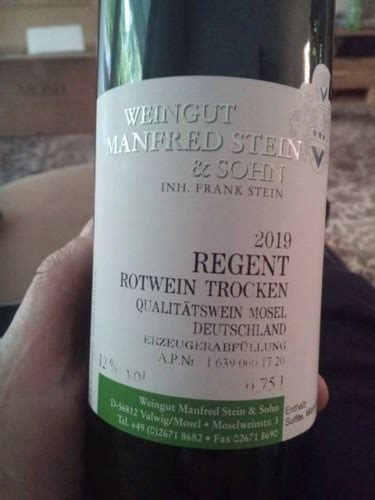 WEINGUT
MANFRED STEIN
& SOHN
INH. FRANK STEIN
2019
REGENT
ROTWEIN TROCKEN
QUALITÄTSWEIN MOSEL
DEUTSCHLAND
ERZEUGERABFÜLLUNG
A.P.Nr. 1 639 060 17 20
12 % vol
0,75 l
Weingut Manfred Stein & Sohn
D-56812 Valwig/Mosel • Moselweinstr. 3
Tel. +49 (0)2671 8682 • Fax 02671 8690
Enthält
Sulfite,